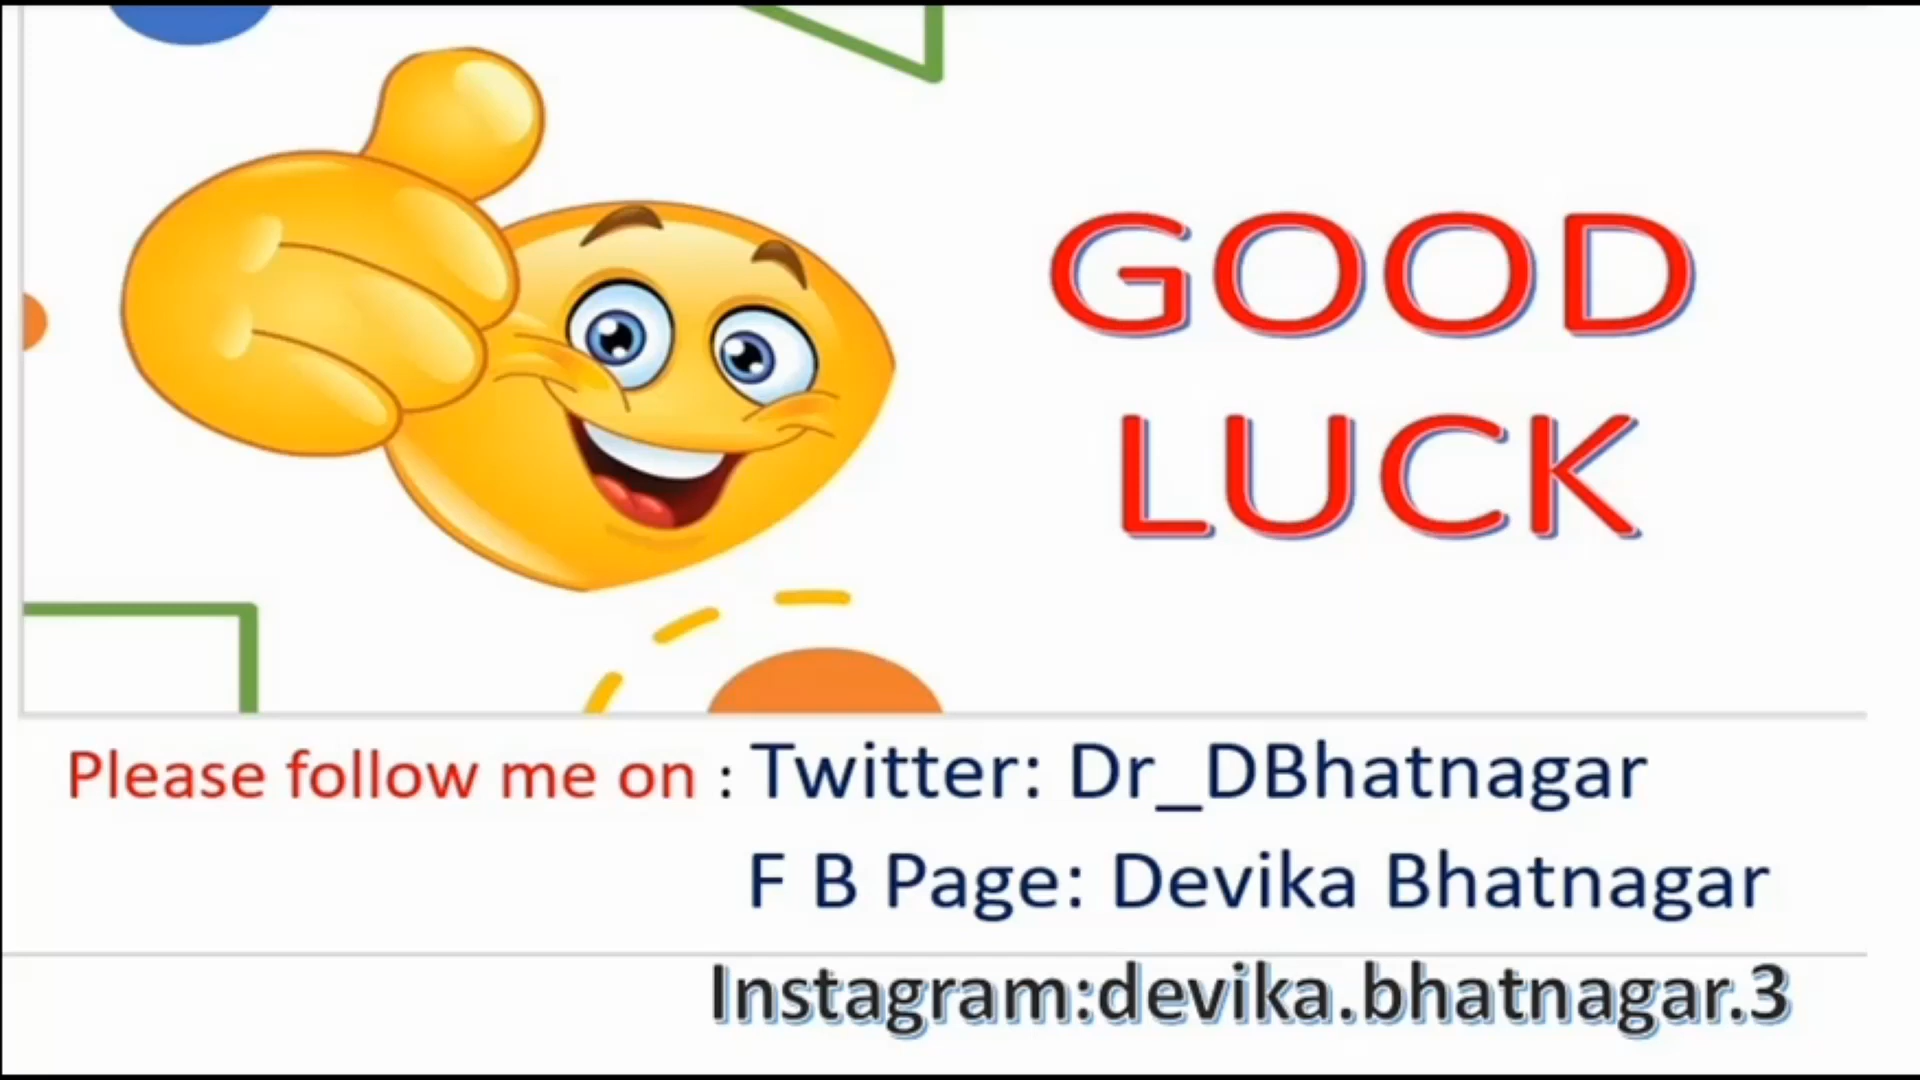 GOOD
LUCK
Please follow me on : Twitter: Dr_DBhatnagar
F B Page: Devika Bhatnagar
Instagram:devika.bhatnagar.3